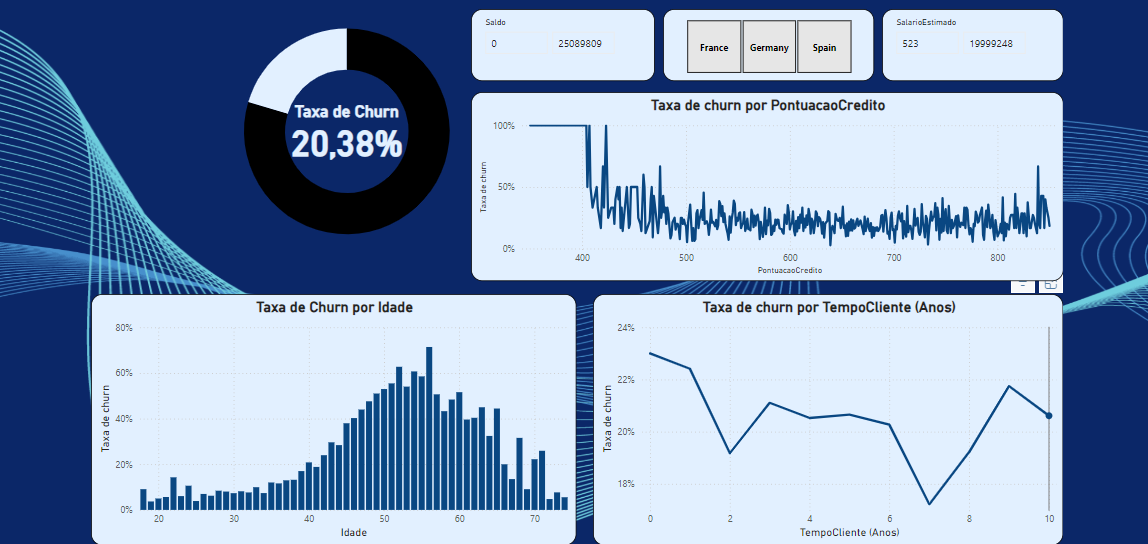 Taxa de Churn
20,38%
Saldo
0 25089809
France Germany Spain
SalarioEstimado
523 19999248
Taxa de churn por PontuacaoCredito
Taxa de churn
100%
50%
0%
400 500 600 700 800
PontuacaoCredito
Taxa de Churn por Idade
Taxa de churn
80%
60%
40%
20%
0%
20 30 40 50 60 70
Idade
Taxa de churn por TempoCliente (Anos)
Taxa de churn
24%
22%
20%
18%
0 2 4 6 8 10
TempoCliente (Anos)